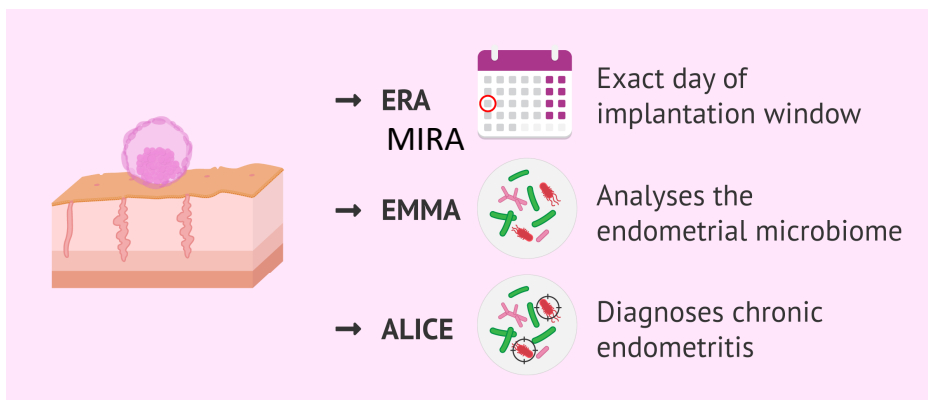 ERA
MIRA
Exact day of
implantation window
EMMA
Analyses the
endometrial microbiome
ALICE
Diagnoses chronic
endometritis